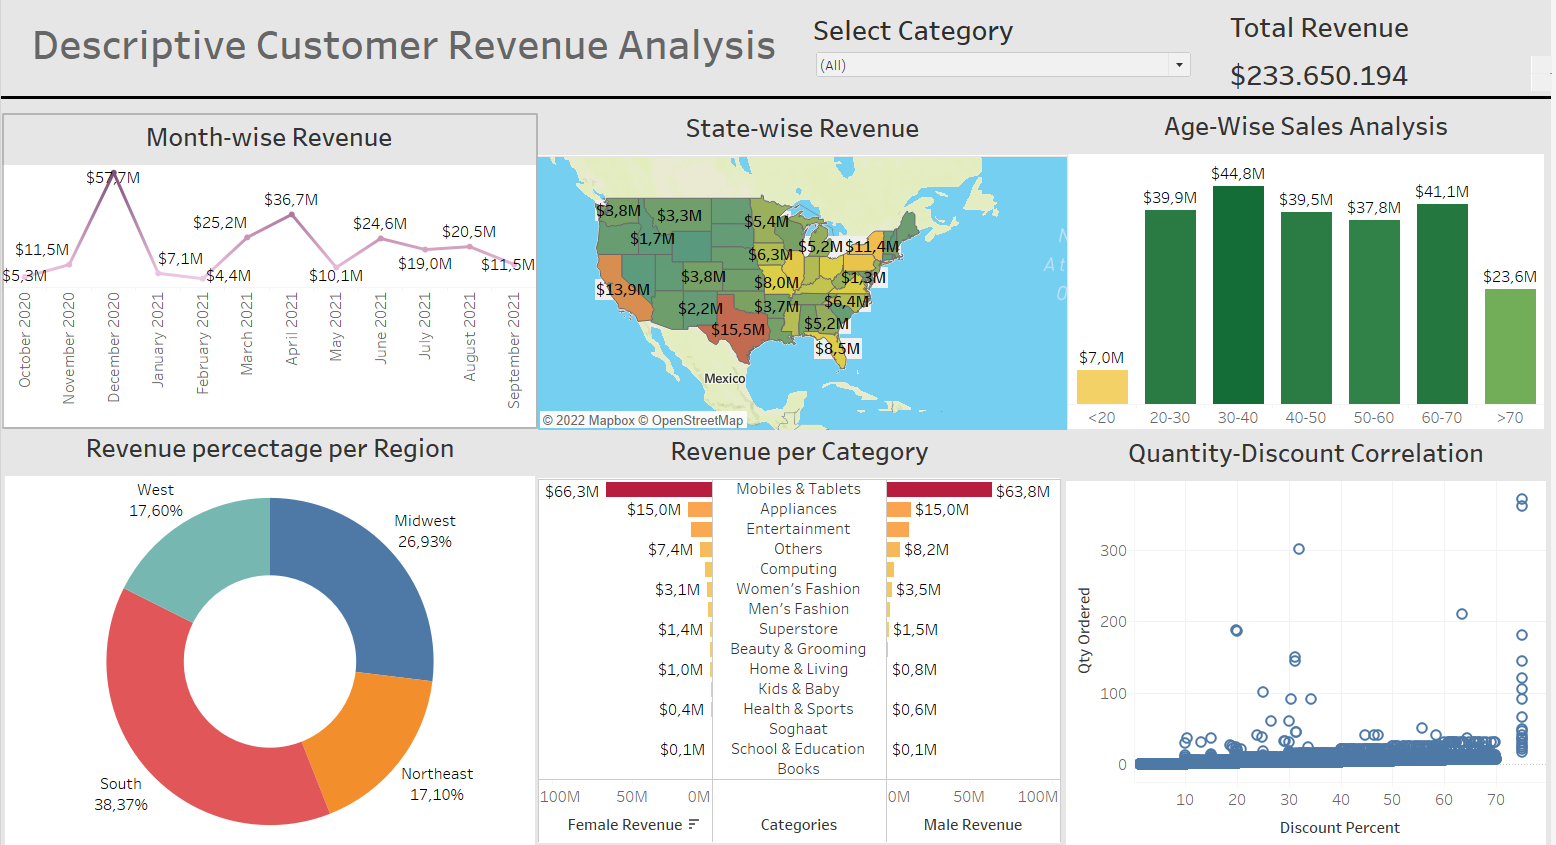 Descriptive Customer Revenue Analysis
Select Category
(All)
Total Revenue
$233.650.194
Month-wise Revenue
$57,7M
$36,7M
$25,2M
$24,6M
$20,5M
$11,5M
$7,1M
$19,0M
$11,5M
$5,3M
$4,4M
$10,1M
October 2020
November 2020
December 2020
January 2021
February 2021
March 2021
April 2021
May 2021
June 2021
July 2021
August 2021
September 2021
State-wise Revenue
$3,8M
$3,3M
$5,4M
$1,7M
$5,2M
$11,4M
$6,3M
$13,9M
$3,8M
$8,0M
$1,3M
$2,2M
$3,7M
$6,4M
$15,5M
$5,2M
$8,5M
Mexico
© 2022 Mapbox © OpenStreetMap
Age-Wise Sales Analysis
$44,8M
$39,9M
$39,5M
$37,8M
$41,1M
$23,6M
$7,0M
<20
20-30
30-40
40-50
50-60
60-70
>70
Revenue percectage per Region
West
17,60%
Midwest
26,93%
South
38,37%
Northeast
17,10%
Revenue per Category
$66,3M Mobiles & Tablets $63,8M
$15,0M Appliances $15,0M
Entertainment
$7,4M Others $8,2M
Computing
$3,1M Women's Fashion $3,5M
Men's Fashion
$1,4M Superstore $1,5M
Beauty & Grooming
$1,0M Home & Living $0,8M
Kids & Baby
$0,4M Health & Sports $0,6M
Soghaat
$0,1M School & Education $0,1M
Books
100M 50M 0M 0M 50M 100M
Female Revenue Categories Male Revenue
Quantity-Discount Correlation
Qty Ordered
300
200
100
0
10 20 30 40 50 60 70
Discount Percent